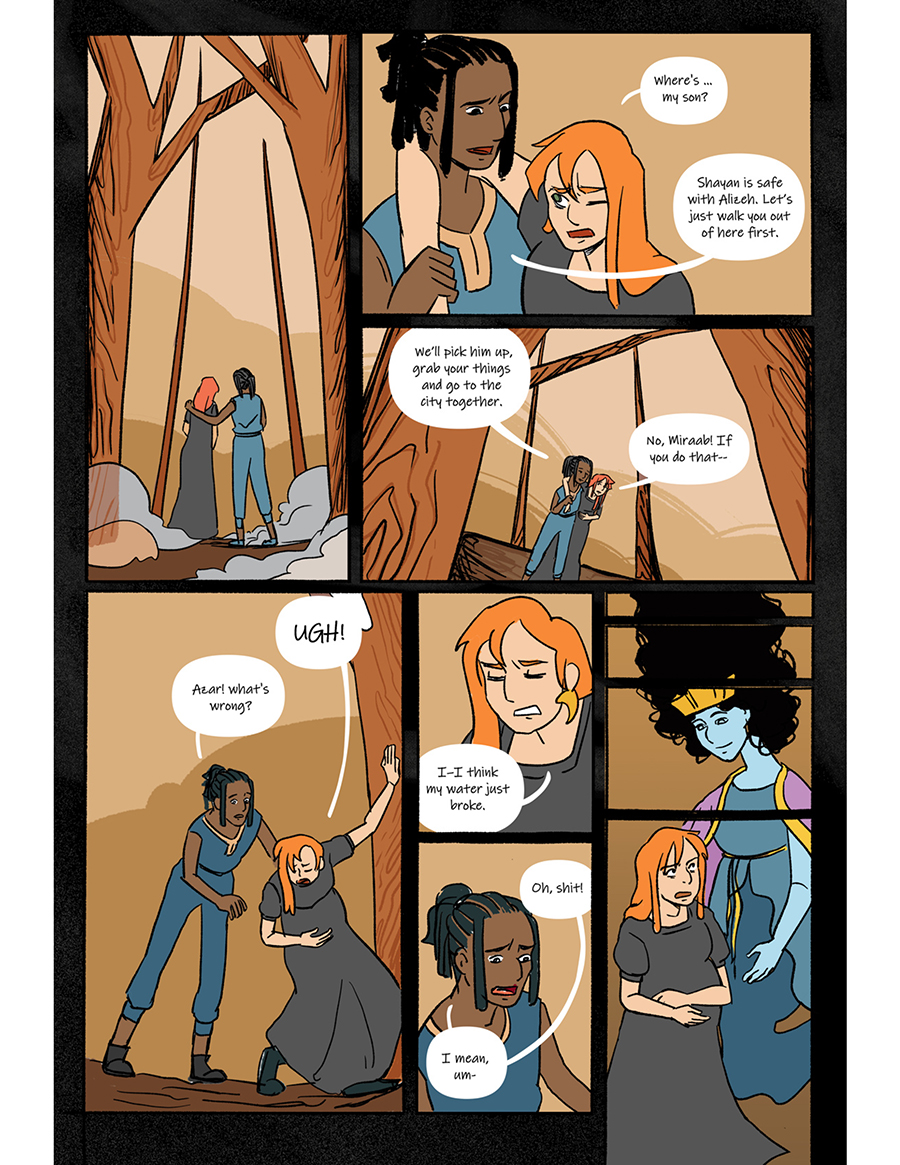 Where's ...
my son?
Shayan is safe
with Alizeh. Let's
just walk you out
of here first.
We'll pick him up,
grab your things
and go to the
city together.
No, Miraab! If
you do that--
UGH!
Azar! what's
wrong?
I-I think
my water just
broke.
Oh, shit!
I mean,
um-